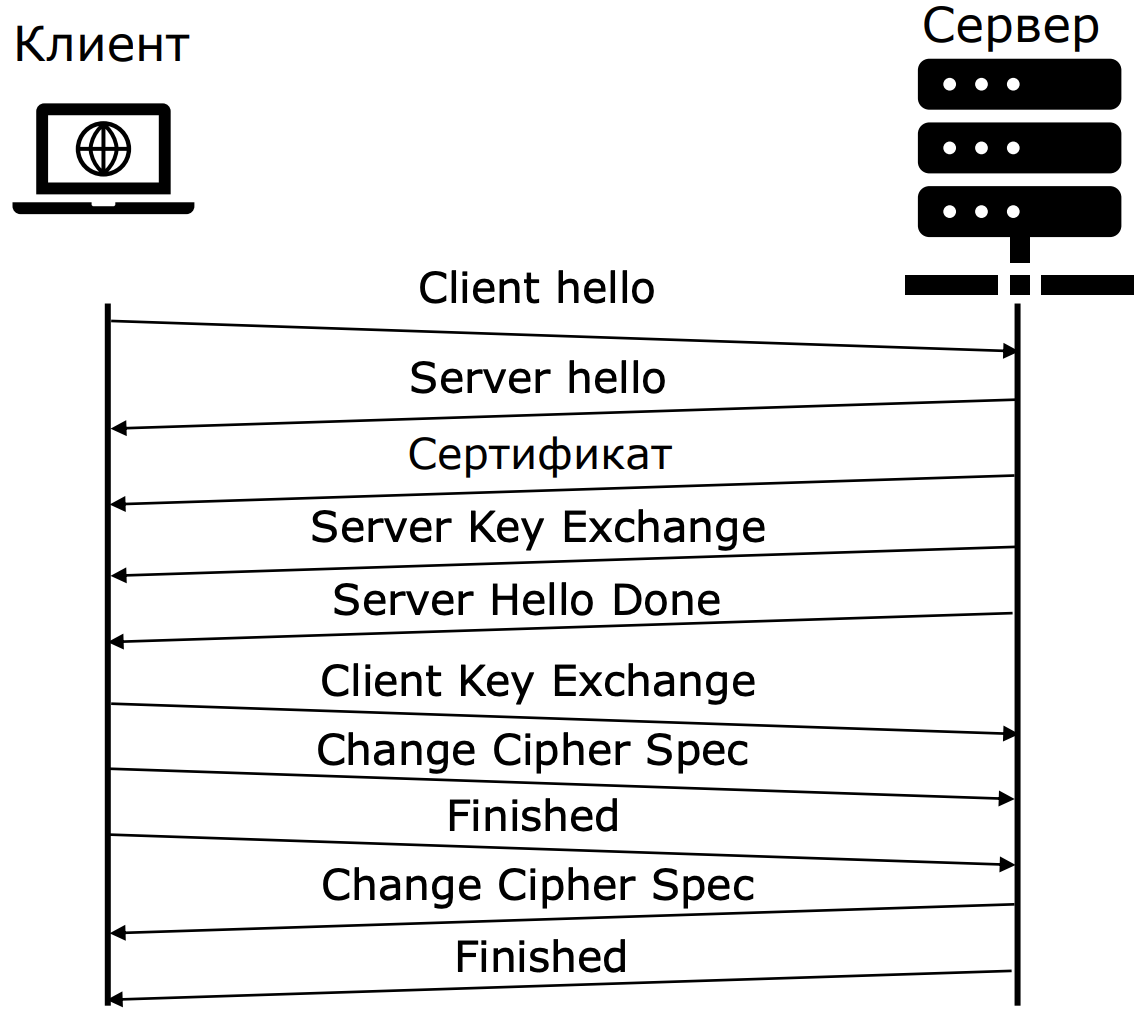 Клиент
Сервер
Client hello
Server hello
Сертификат
Server Key Exchange
Server Hello Done
Client Key Exchange
Change Cipher Spec
Finished
Change Cipher Spec
Finished